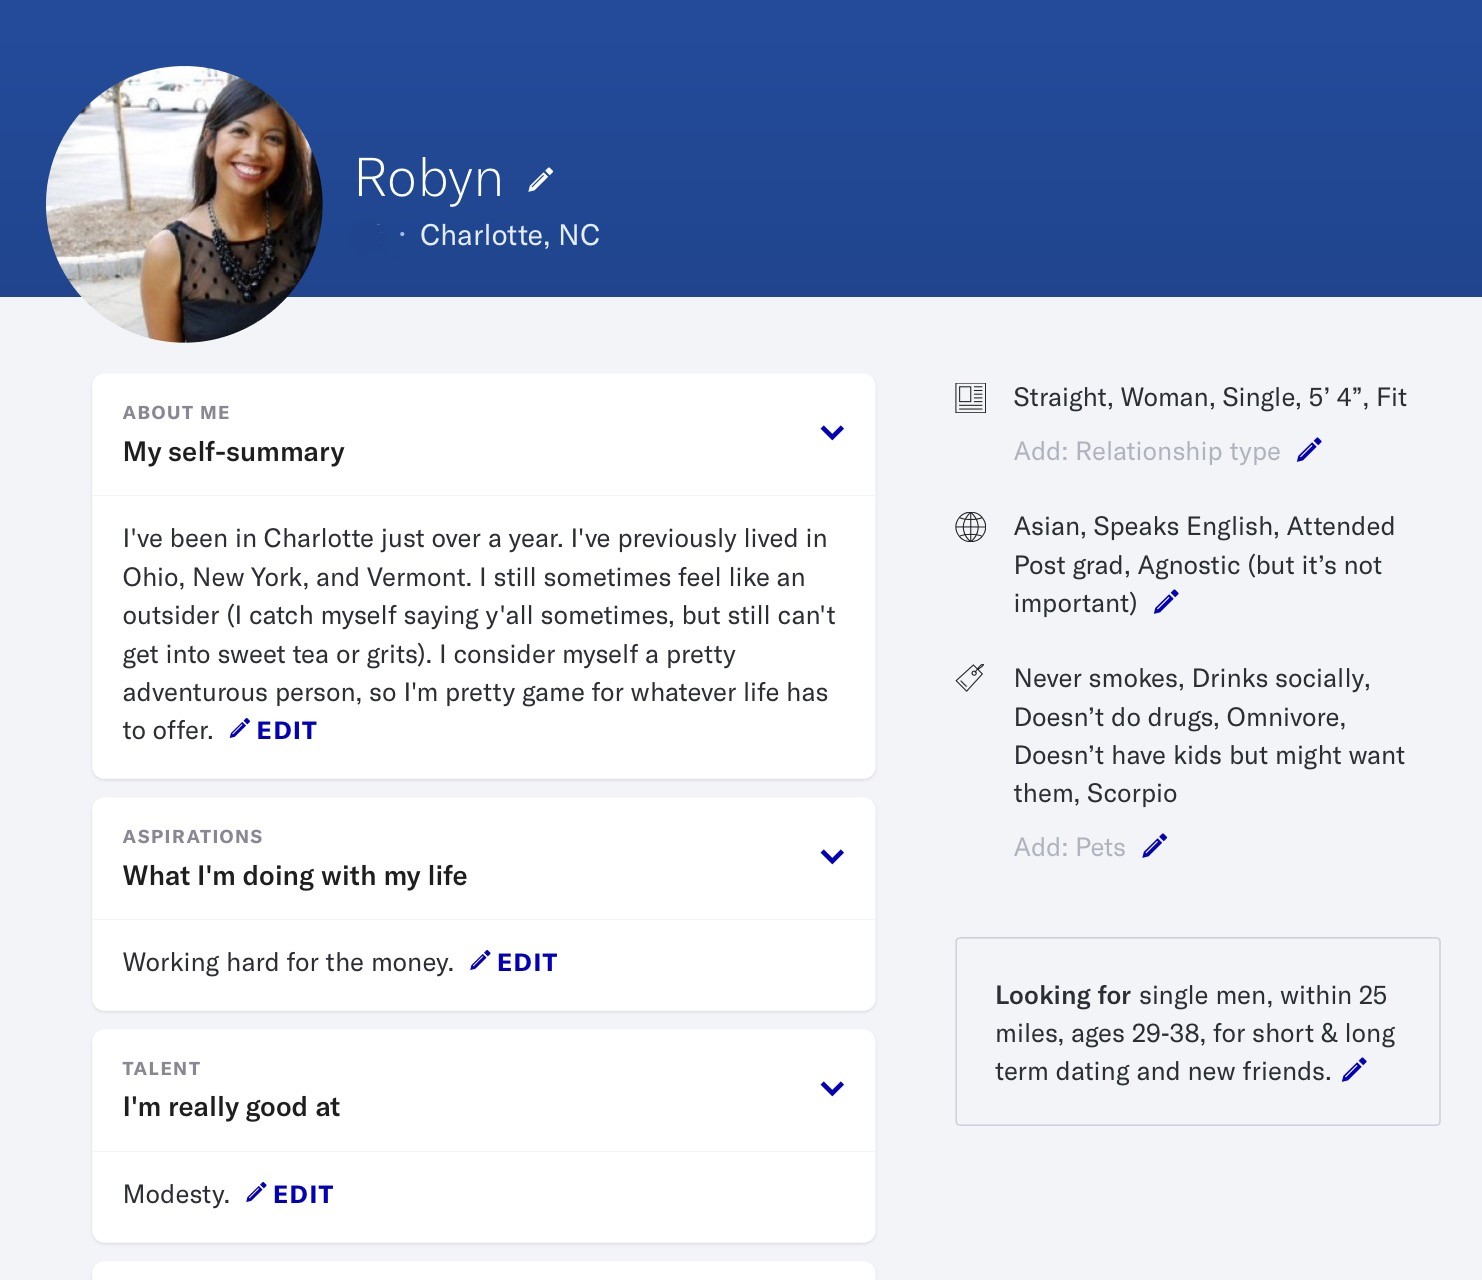 Robyn
· Charlotte, NC
ABOUT ME
My self-summary
I've been in Charlotte just over a year. I've previously lived in
Ohio, New York, and Vermont. I still sometimes feel like an
outsider (I catch myself saying y'all sometimes, but still can't
get into sweet tea or grits). I consider myself a pretty
adventurous person, so I'm pretty game for whatever life has
to offer. EDIT
ASPIRATIONS
What I'm doing with my life
Working hard for the money. EDIT
TALENT
I'm really good at
Modesty. EDIT
Straight, Woman, Single, 5’ 4”, Fit
Add: Relationship type
Asian, Speaks English, Attended
Post grad, Agnostic (but it’s not
important)
Never smokes, Drinks socially,
Doesn’t do drugs, Omnivore,
Doesn’t have kids but might want
them, Scorpio
Add: Pets
Looking for single men, within 25
miles, ages 29-38, for short & long
term dating and new friends.